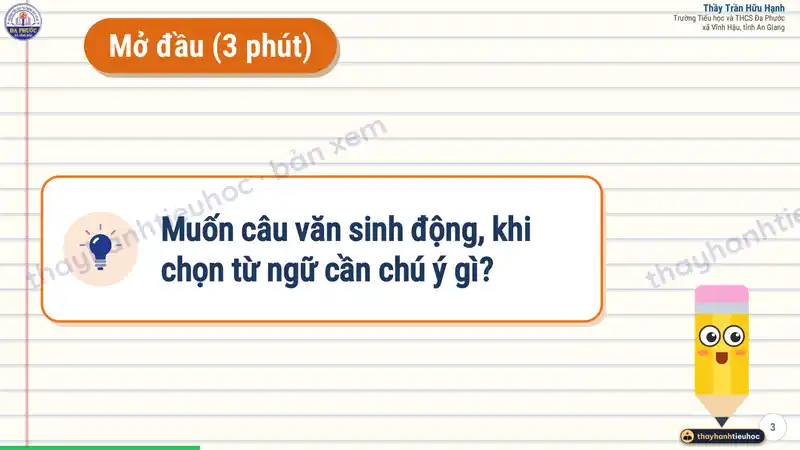 ĐA PHƯỚC
Thầy Trần Hữu Hạnh
Trường Tiểu học và THCS Đa Phước
xã Vĩnh Hậu, tỉnh An Giang
Mở đầu (3 phút)
thayhanhtieuhoc · bản xem
Muốn câu văn sinh động, khi
chọn từ ngữ cần chú ý gì?
thayhanhtie
thayhanhtieuhoc
3